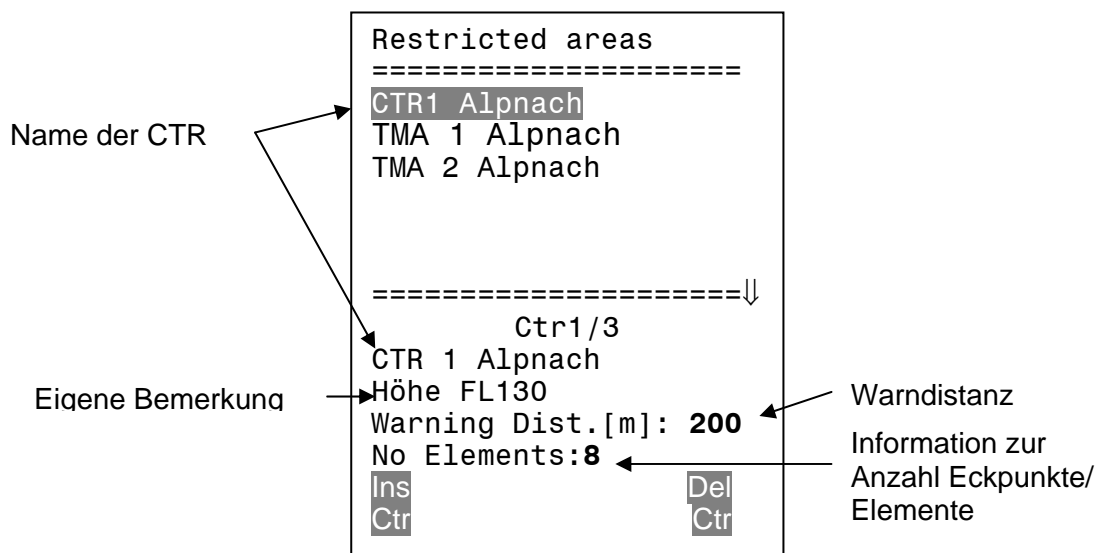 Restricted areas
=====================
CTR1 Alpnach
Name der CTR
TMA 1 Alpnach
TMA 2 Alpnach
=====================⇓
Ctr1/3
CTR 1 Alpnach
Eigene Bemerkung
Höhe FL130
Warning Dist.[m]: 200
Warndistanz
No Elements:8
Information zur
Anzahl Eckpunkte/
Elemente
Ins Del
Ctr Ctr